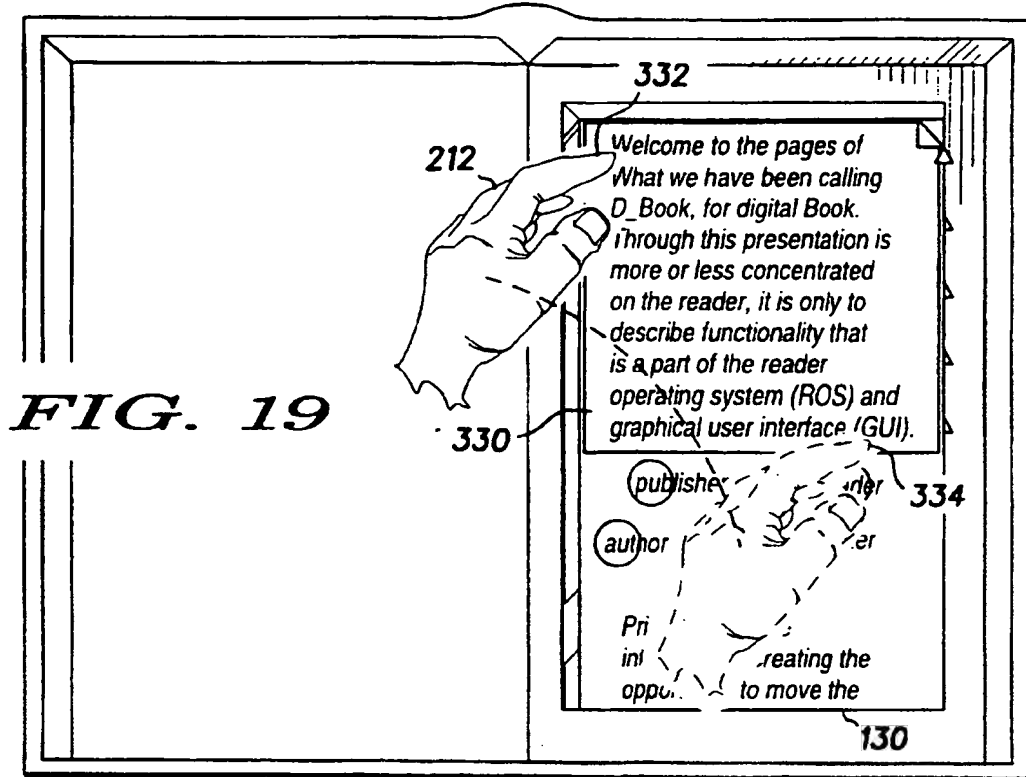 332
212
Welcome to the pages of
What we have been calling
D_Book, for digital Book.
Through this presentation is
more or less concentrated
on the reader, it is only to
describe functionality that
is a part of the reader
operating system (ROS) and
graphical user interface (GUI).
FIG. 19
330
publisher
334
author
creating the
to move the
130